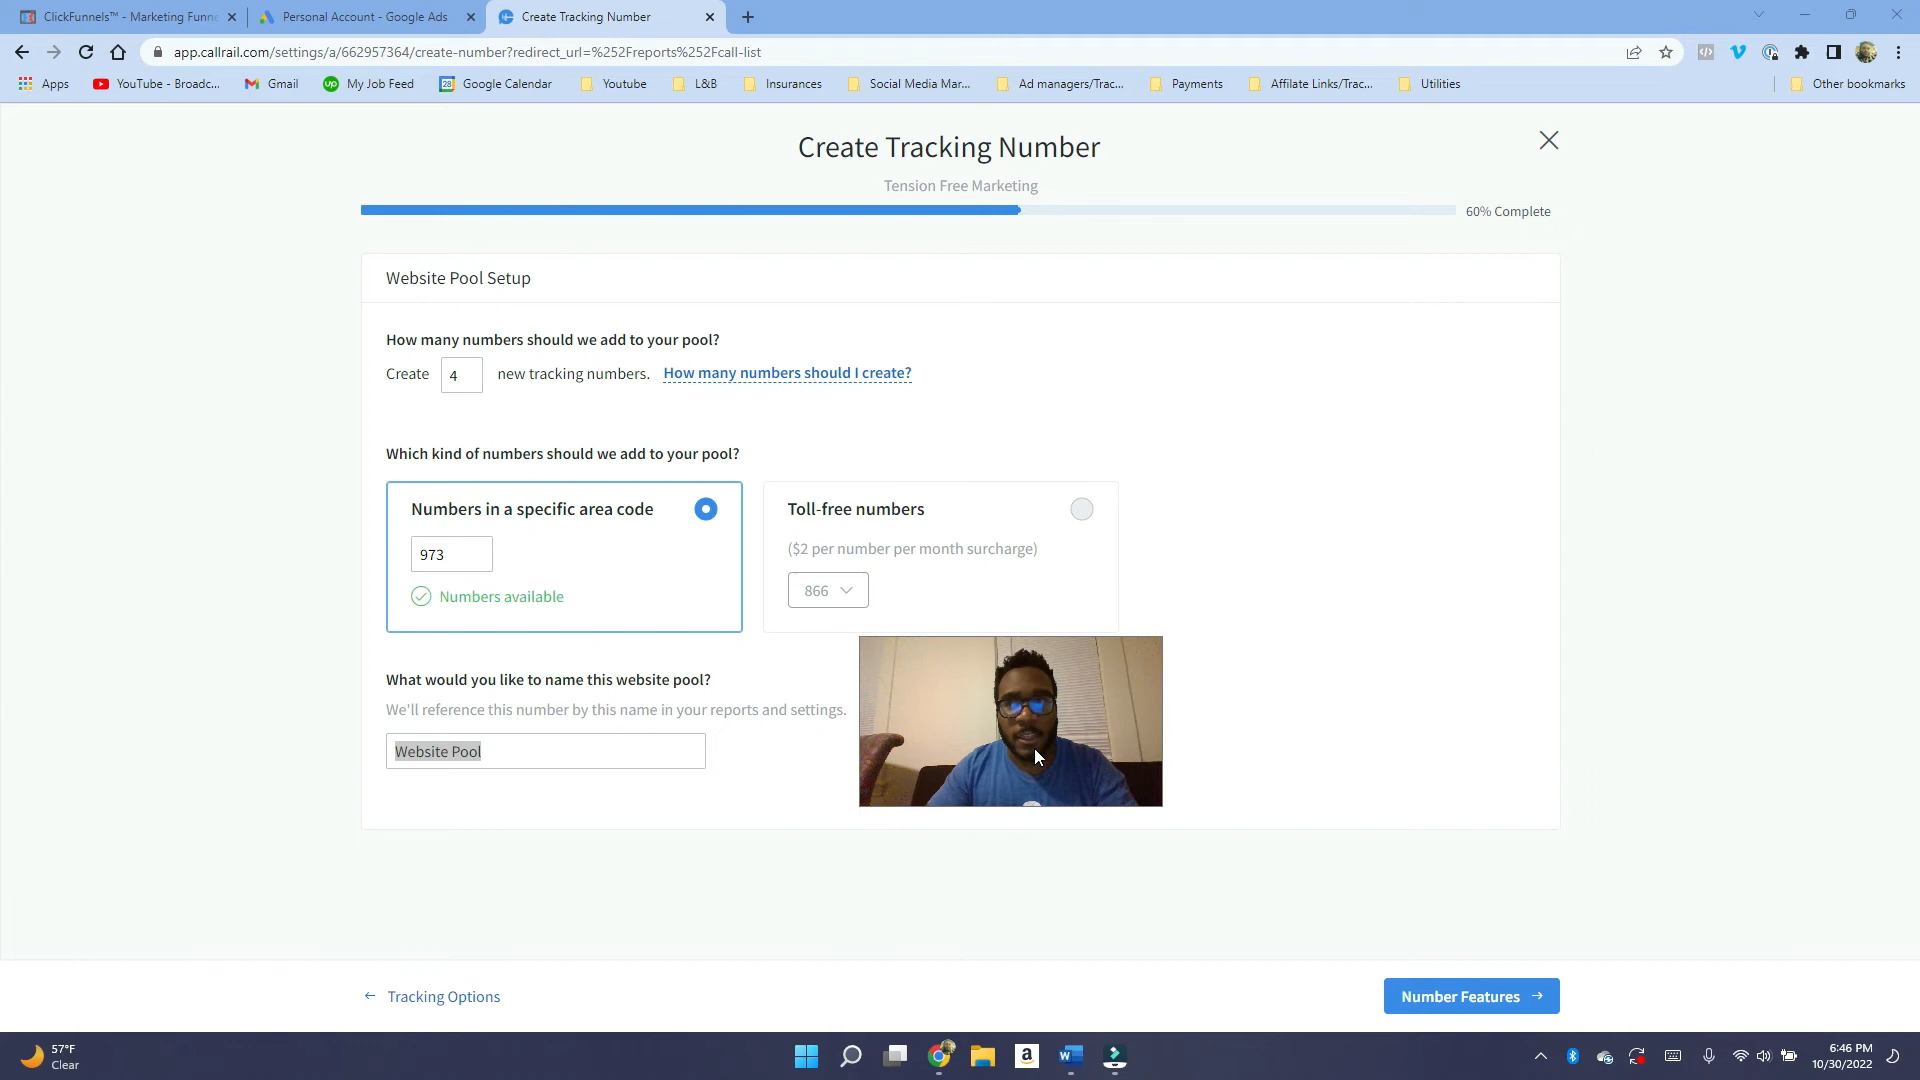 ClickFunnels™ - Marketing Funne
Personal Account - Google Ads
Create Tracking Number
app.callrail.com/settings/a/662957364/create-number?redirect_url=%252Freports%252Fcall-list
Apps
YouTube - Broadc...
Gmail
up My Job Feed
28 Google Calendar
Youtube
L&B
Insurances
Social Media Mar...
Ad managers/Trac...
Payments
Affilate Links/Trac...
Utilities
Other bookmarks
Create Tracking Number
Tension Free Marketing
60% Complete
Website Pool Setup
How many numbers should we add to your pool?
Create 4 new tracking numbers. How many numbers should I create?
Which kind of numbers should we add to your pool?
Numbers in a specific area code
973
Numbers available
Toll-free numbers
($2 per number per month surcharge)
866
What would you like to name this website pool?
We'll reference this number by this name in your reports and settings.
Website Pool
← Tracking Options
Number Features →
57°F
Clear
a
W
6:46 PM
10/30/2022